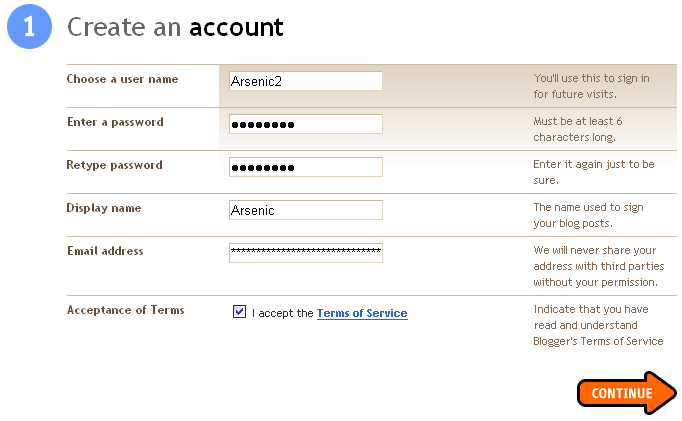 1 Create an account
Choose a user name
Arsenic2
You'll use this to sign in
for future visits.
Enter a password
●●●●●●●●
Must be at least 6
characters long.
Retype password
●●●●●●●●
Enter it again just to be
sure.
Display name
Arsenic
The name used to sign
your blog posts.
Email address
******************************
We will never share your
address with third parties
without your permission.
Acceptance of Terms
I accept the Terms of Service
Indicate that you have
read and understand
Blogger's Terms of Service
CONTINUE